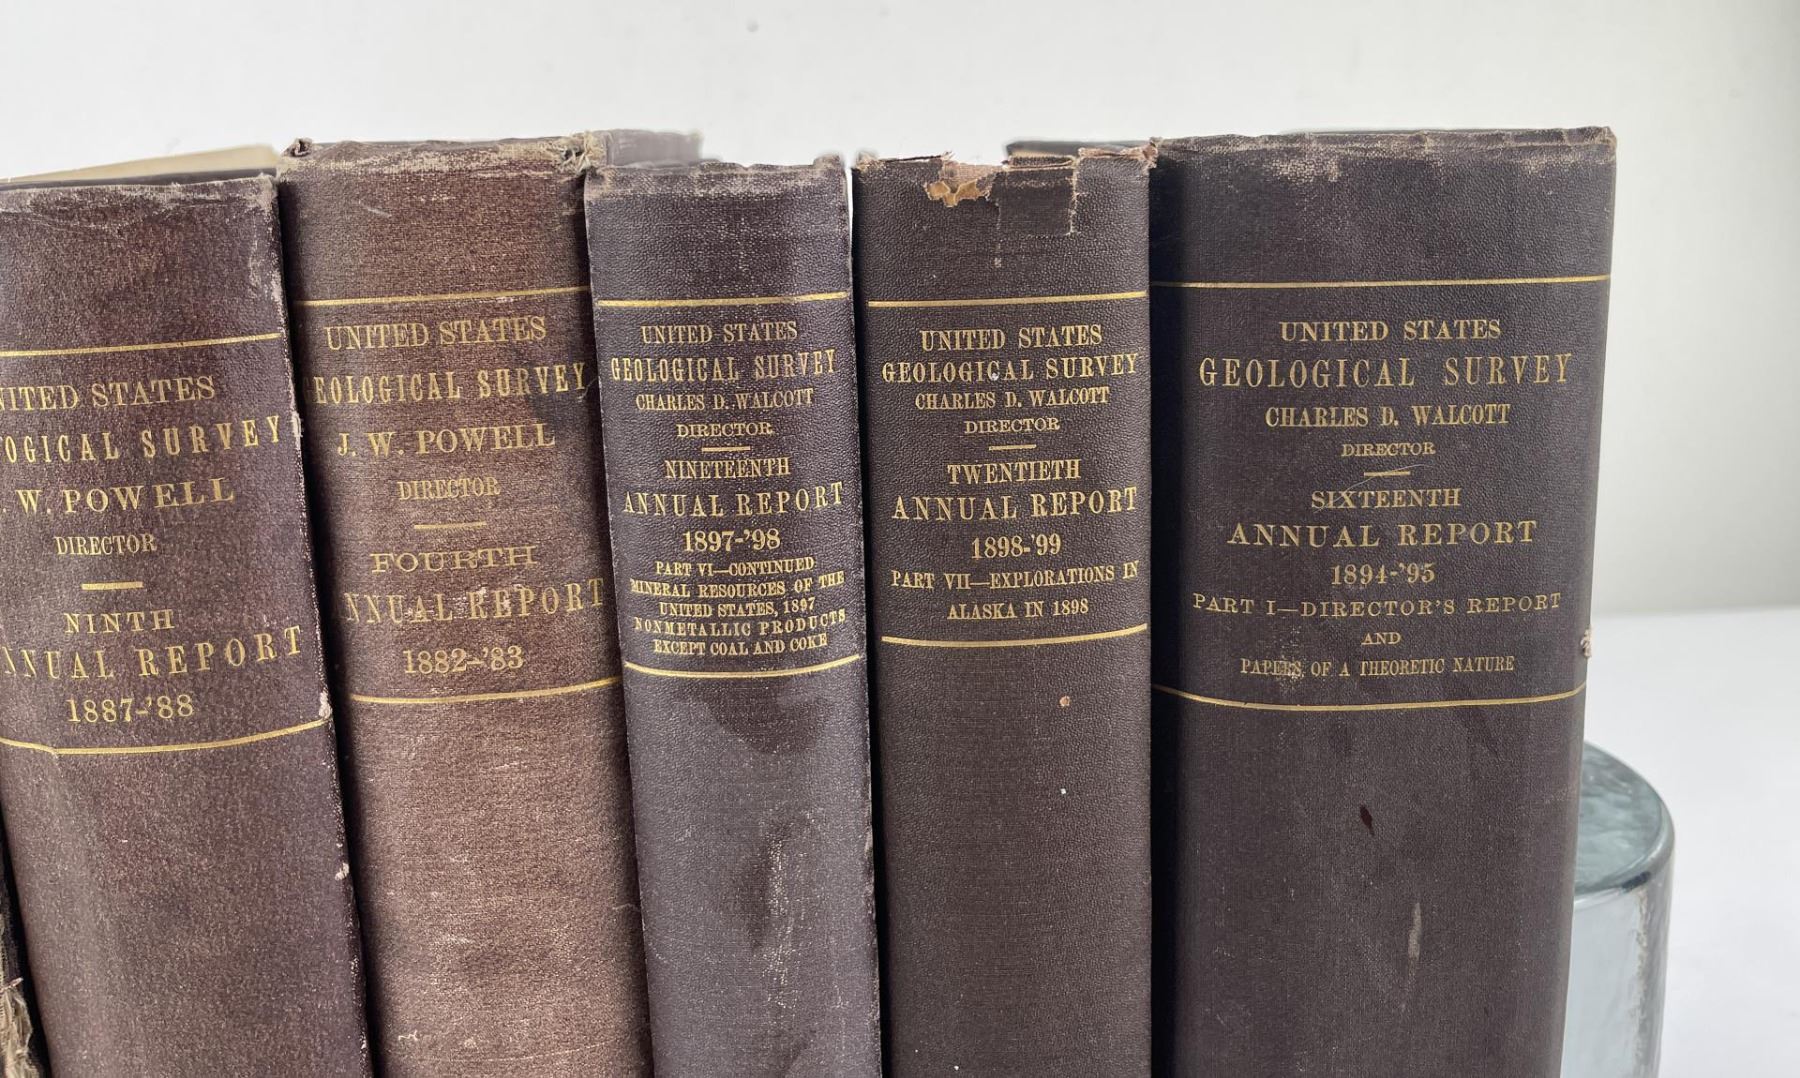 NITED STATES
OGICAL SURVEY
W. POWELL
DIRECTOR
NINTH
NNUAL REPORT
1887-'88
UNITED STATES
GEOLOGICAL SURVEY
J. W. POWELL
DIRECTOR
FOURTH
ANNUAL REPORT
1882-'83
UNITED STATES
GEOLOGICAL SURVEY
CHARLES D. WALCOTT
DIRECTOR
NINETEENTH
ANNUAL REPORT
1897-'98
PART VI—CONTINUED
MINERAL RESOURCES OF THE
UNITED STATES, 1897
NONMETALLIC PRODUCTS
EXCEPT COAL AND COKE
UNITED STATES
GEOLOGICAL SURVEY
CHARLES D. WALCOTT
DIRECTOR
TWENTIETH
ANNUAL REPORT
1898-'99
PART VII—EXPLORATIONS IN
ALASKA IN 1898
UNITED STATES
GEOLOGICAL SURVEY
CHARLES D. WALCOTT
DIRECTOR
SIXTEENTH
ANNUAL REPORT
1894-'95
PART I—DIRECTOR'S REPORT
AND
PAPERS OF A THEORETIC NATURE